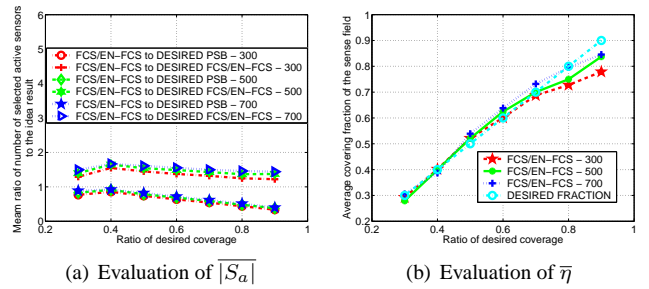 Mearn ratio of number of selected active sensors
to the idea result
6
5
4
3
2
1
0
FCS/EN−FCS to DESIRED PSB − 300
FCS/EN−FCS to DESIRED FCS/EN−FCS − 300
FCS/EN−FCS to DESIRED PSB − 500
FCS/EN−FCS to DESIRED FCS/EN−FCS − 500
FCS/EN−FCS to DESIRED PSB − 700
FCS/EN−FCS to DESIRED FCS/EN−FCS − 700
0.2 0.4 0.6 0.8 1
Ratio of desired coverage
(a) Evaluation of |S_a|
Average covering fraction of the sense field
1
0.9
0.8
0.7
0.6
0.5
0.4
0.3
0.2
FCS/EN−FCS − 300
FCS/EN−FCS − 500
FCS/EN−FCS − 700
DESIRED FRACTION
0.2 0.4 0.6 0.8 1
Ratio of desired coverage
(b) Evaluation of η̅